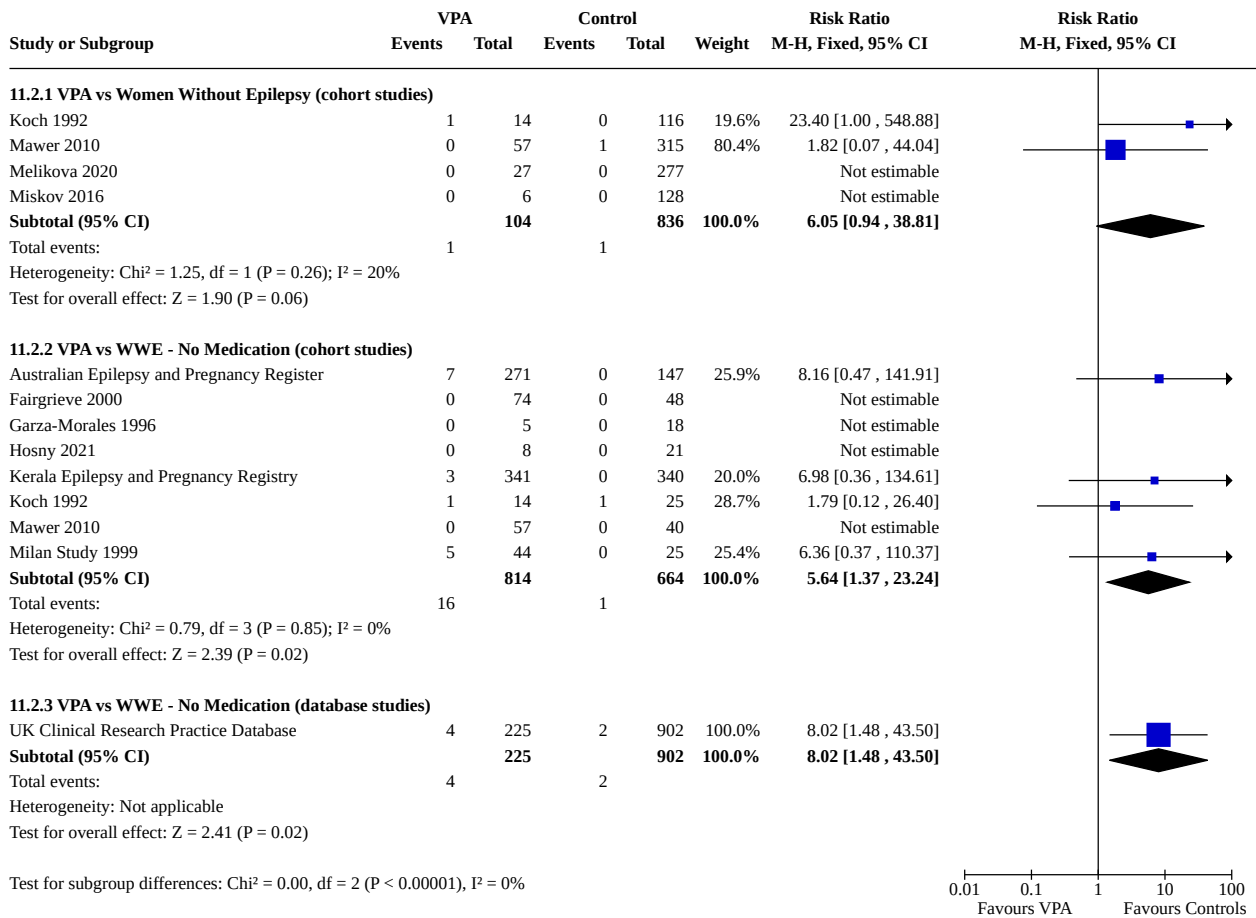 VPA Control Risk Ratio Risk Ratio
Study or Subgroup Events Total Events Total Weight M-H, Fixed, 95% CI M-H, Fixed, 95% CI
11.2.1 VPA vs Women Without Epilepsy (cohort studies)
Koch 1992 1 14 0 116 19.6% 23.40 [1.00 , 548.88]
Mawer 2010 0 57 1 315 80.4% 1.82 [0.07 , 44.04]
Melikova 2020 0 27 0 277 Not estimable
Miskov 2016 0 6 0 128 Not estimable
Subtotal (95% CI) 104 836 100.0% 6.05 [0.94 , 38.81]
Total events: 1 1
Heterogeneity: Chi² = 1.25, df = 1 (P = 0.26); I² = 20%
Test for overall effect: Z = 1.90 (P = 0.06)
11.2.2 VPA vs WWE - No Medication (cohort studies)
Australian Epilepsy and Pregnancy Register 7 271 0 147 25.9% 8.16 [0.47 , 141.91]
Fairgrieve 2000 0 74 0 48 Not estimable
Garza-Morales 1996 0 5 0 18 Not estimable
Hosny 2021 0 8 0 21 Not estimable
Kerala Epilepsy and Pregnancy Registry 3 341 0 340 20.0% 6.98 [0.36 , 134.61]
Koch 1992 1 14 1 25 28.7% 1.79 [0.12 , 26.40]
Mawer 2010 0 57 0 40 Not estimable
Milan Study 1999 5 44 0 25 25.4% 6.36 [0.37 , 110.37]
Subtotal (95% CI) 814 664 100.0% 5.64 [1.37 , 23.24]
Total events: 16 1
Heterogeneity: Chi² = 0.79, df = 3 (P = 0.85); I² = 0%
Test for overall effect: Z = 2.39 (P = 0.02)
11.2.3 VPA vs WWE - No Medication (database studies)
UK Clinical Research Practice Database 4 225 2 902 100.0% 8.02 [1.48 , 43.50]
Subtotal (95% CI) 225 902 100.0% 8.02 [1.48 , 43.50]
Total events: 4 2
Heterogeneity: Not applicable
Test for overall effect: Z = 2.41 (P = 0.02)
Test for subgroup differences: Chi² = 0.00, df = 2 (P < 0.00001), I² = 0%
0.01 0.1 1 10 100
Favours VPA Favours Controls